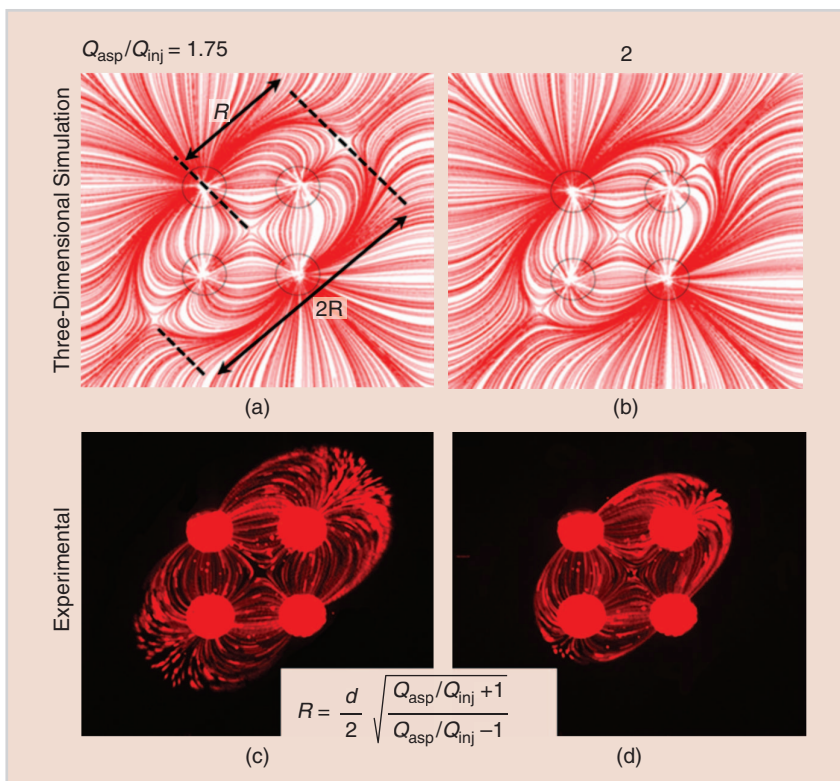 Q_asp/Q_inj = 1.75
2
Three-Dimensional Simulation
R
2R
(a)
(b)
Experimental
R = d/2 √((Q_asp/Q_inj +1)/(Q_asp/Q_inj −1))
(c)
(d)